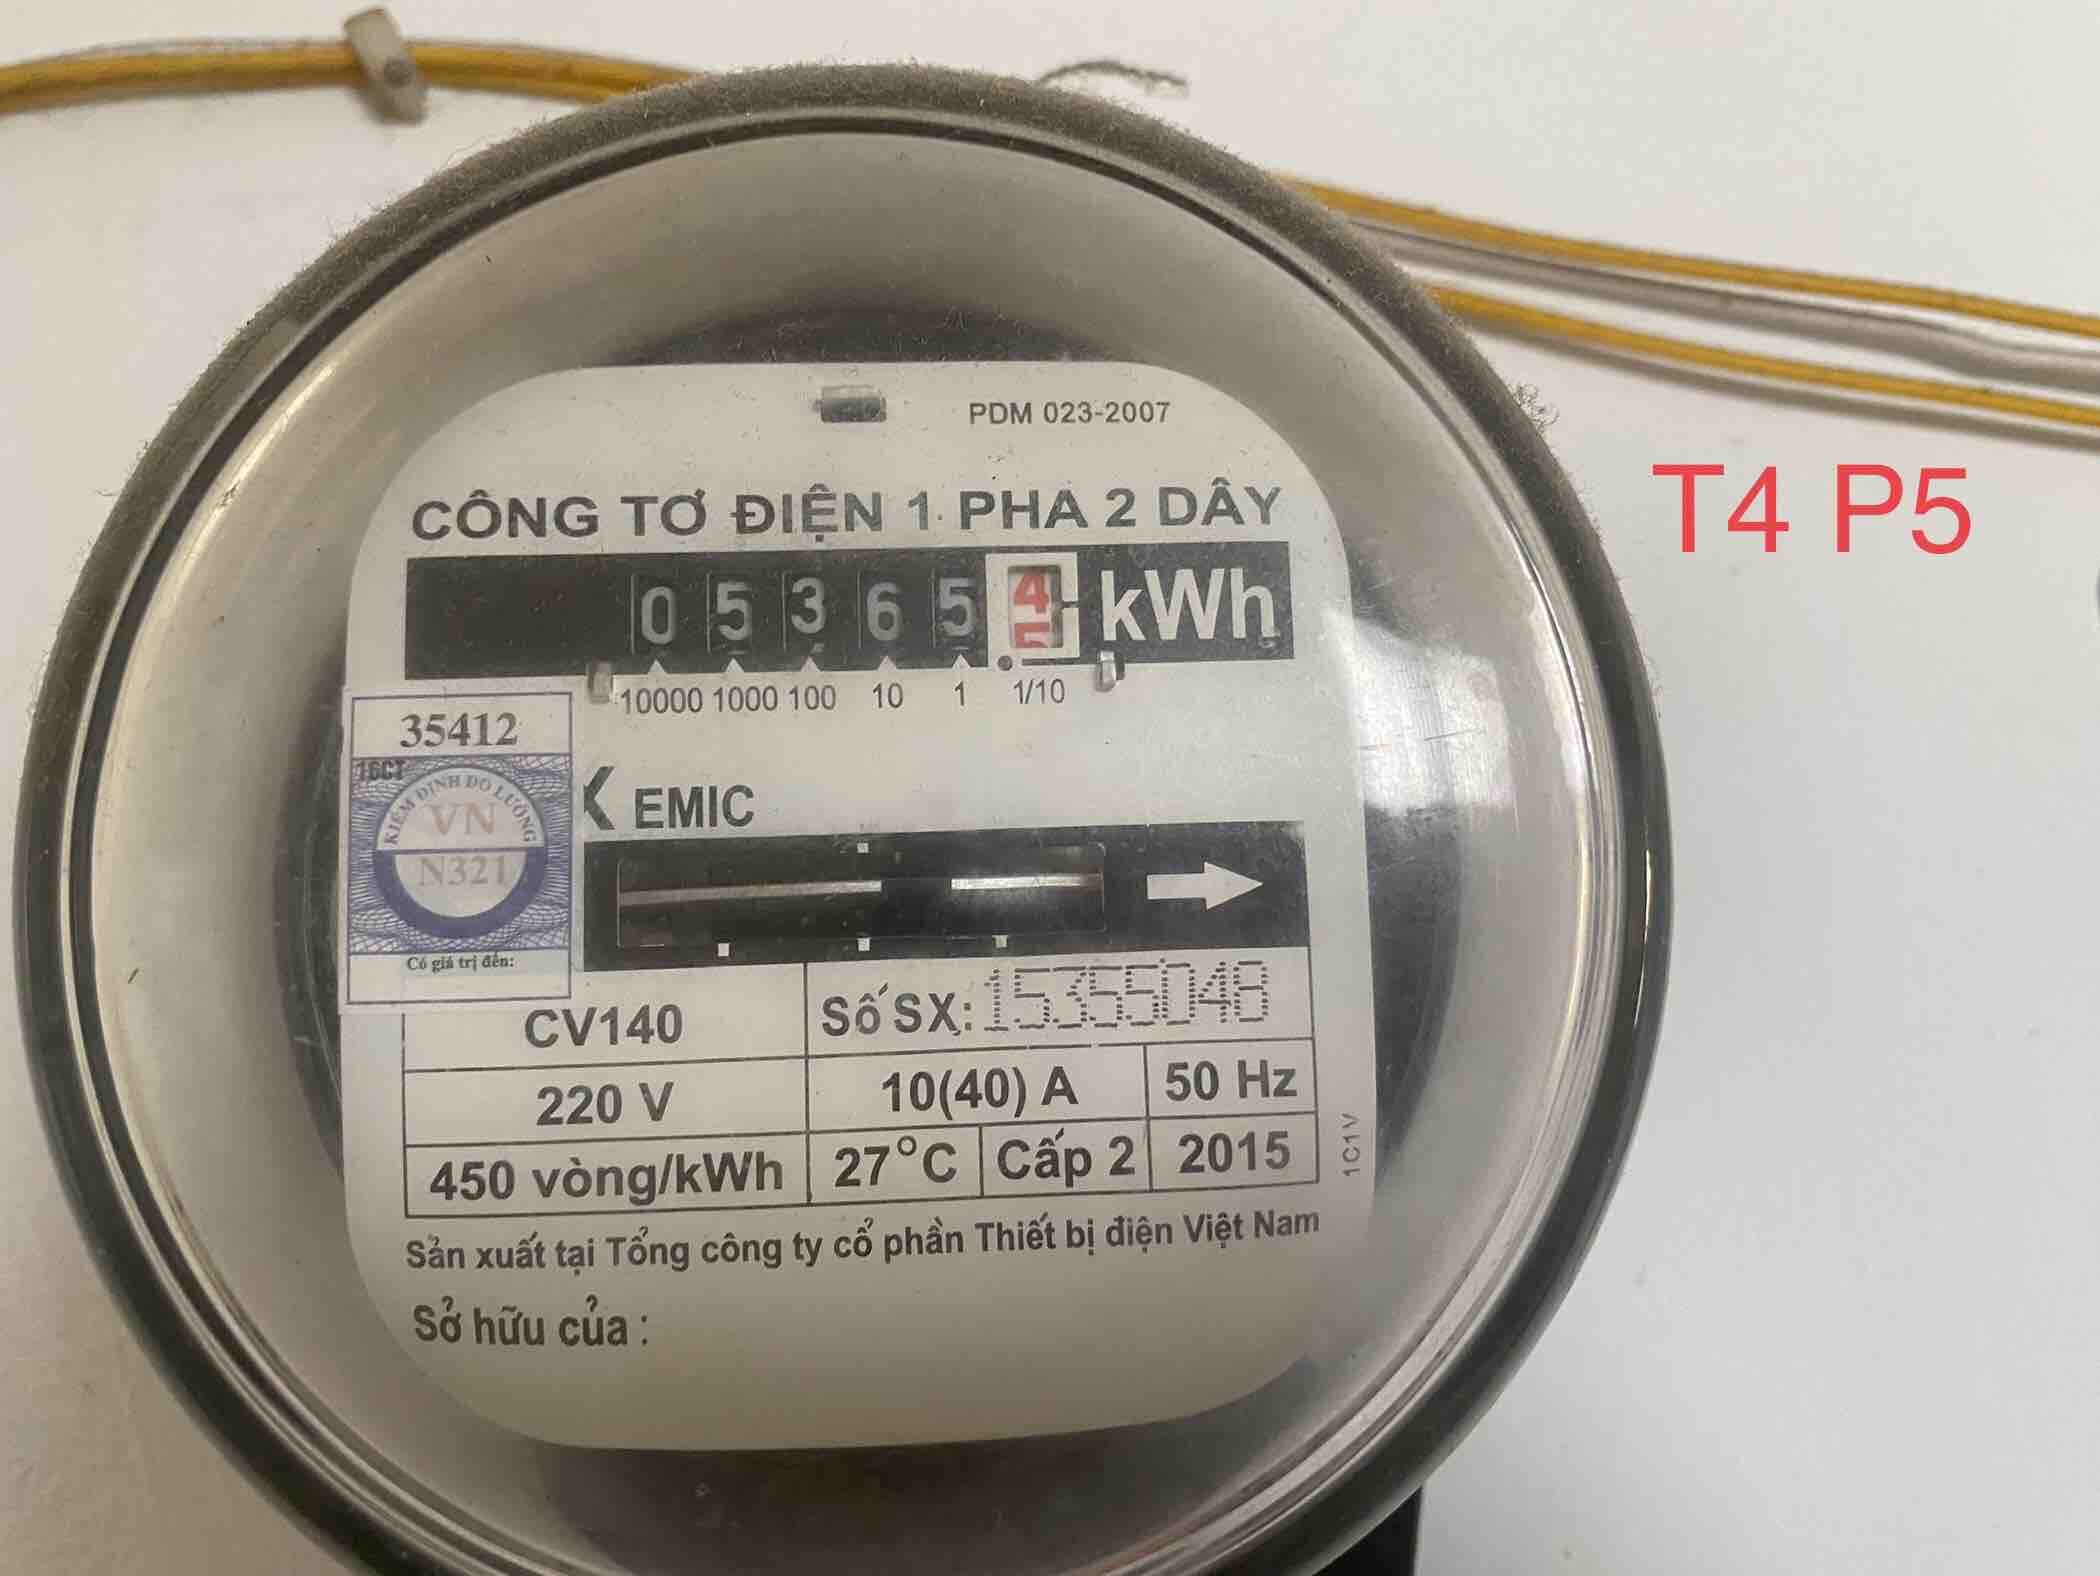 PDM 023-2007
CÔNG TƠ ĐIỆN 1 PHA 2 DÂY
T4 P5
0 5 3 6 5 4 kWh
5
10000 1000 100 10 1 1/10
35412
16CT
KIỂM ĐỊNH ĐO LƯỜNG
VN
N321
Có giá trị đến:
EMIC
CV140
Số SX: 15355048
220 V
10(40) A
50 Hz
450 vòng/kWh
27°C
Cấp 2
2015
1C1V
Sản xuất tại Tổng công ty cổ phần Thiết bị điện Việt Nam
Sở hữu của :